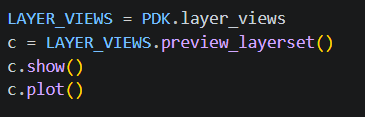 LAYER_VIEWS = PDK.layer_views
c = LAYER_VIEWS.preview_layerset()
c.show()
c.plot()